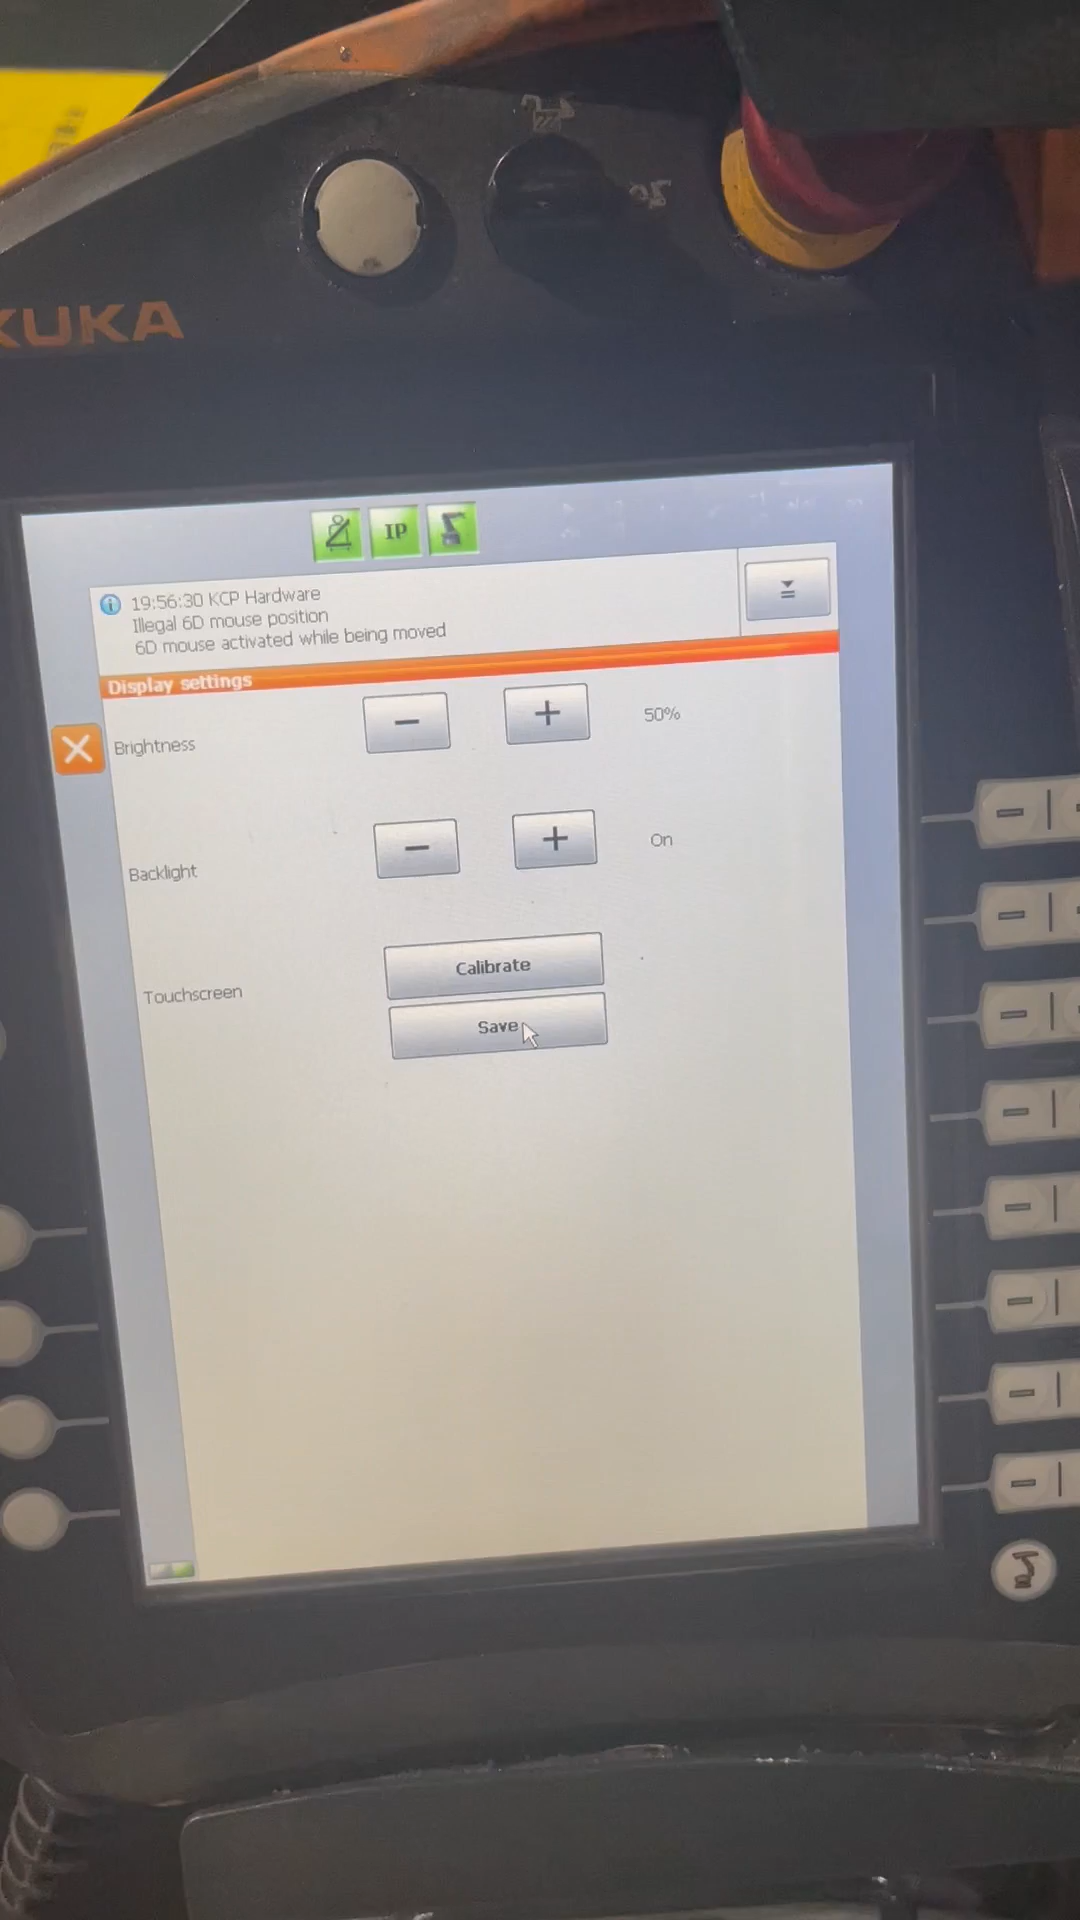 KUKA
IP
19:56:30 KCP Hardware
Illegal 6D mouse position
6D mouse activated while being moved
Display settings
Brightness
50%
Backlight
On
Touchscreen
Calibrate
Save